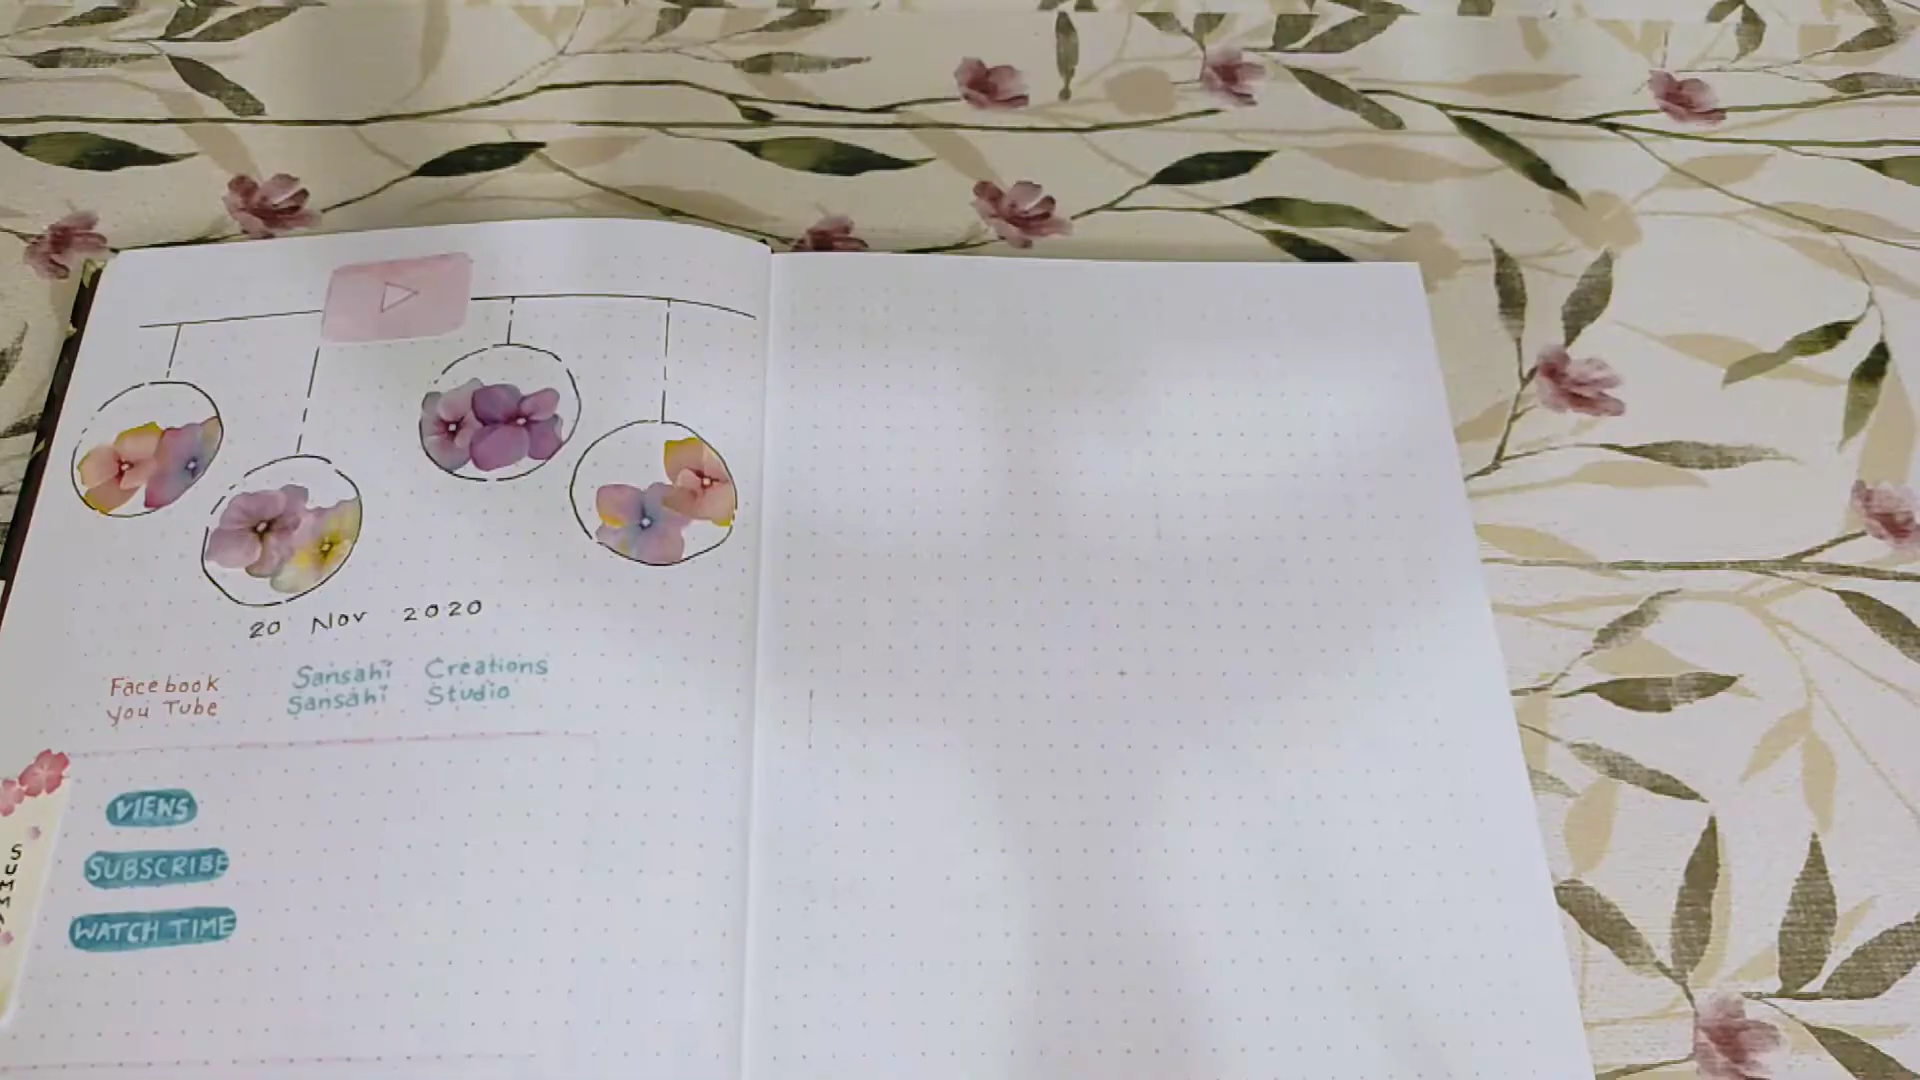 20 Nov 2020
Facebook Sansahi Creations
You Tube Sansahi Studio
VIEWS
SUBSCRIBE
WATCH TIME